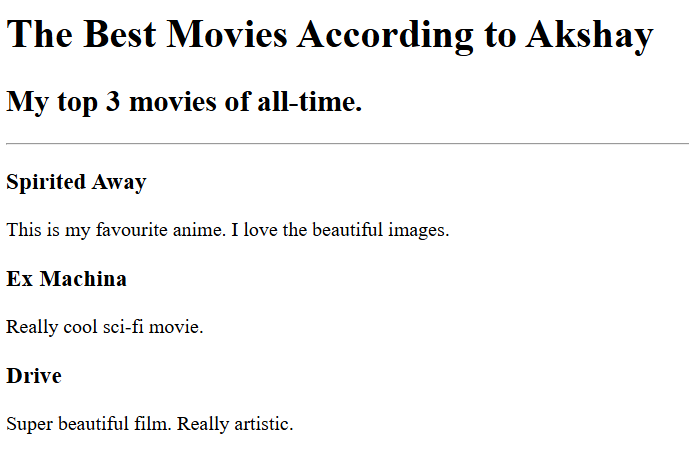 The Best Movies According to Akshay
My top 3 movies of all-time.
Spirited Away
This is my favourite anime. I love the beautiful images.
Ex Machina
Really cool sci-fi movie.
Drive
Super beautiful film. Really artistic.